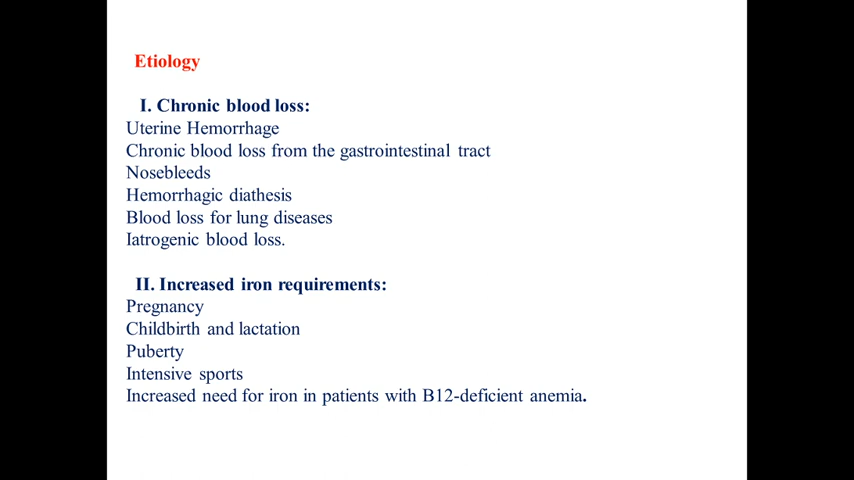 Etiology
I. Chronic blood loss:
Uterine Hemorrhage
Chronic blood loss from the gastrointestinal tract
Nosebleeds
Hemorrhagic diathesis
Blood loss for lung diseases
Iatrogenic blood loss.
II. Increased iron requirements:
Pregnancy
Childbirth and lactation
Puberty
Intensive sports
Increased need for iron in patients with B12-deficient anemia.